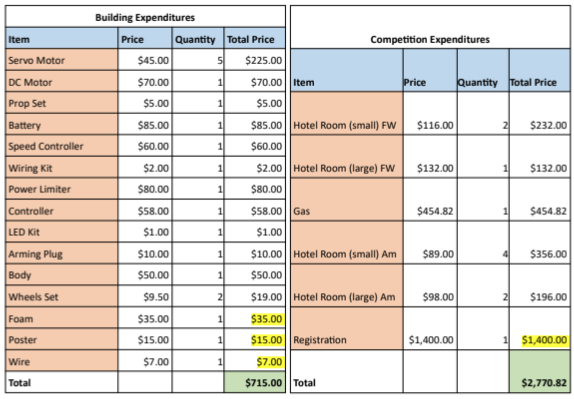 Building Expenditures
Item Price Quantity Total Price
Servo Motor $45.00 5 $225.00
DC Motor $70.00 1 $70.00
Prop Set $5.00 1 $5.00
Battery $85.00 1 $85.00
Speed Controller $60.00 1 $60.00
Wiring Kit $2.00 1 $2.00
Power Limiter $80.00 1 $80.00
Controller $58.00 1 $58.00
LED Kit $1.00 1 $1.00
Arming Plug $10.00 1 $10.00
Body $50.00 1 $50.00
Wheels Set $9.50 2 $19.00
Foam $35.00 1 $35.00
Poster $15.00 1 $15.00
Wire $7.00 1 $7.00
Total $715.00
Competition Expenditures
Item Price Quantity Total Price
Hotel Room (small) FW $116.00 2 $232.00
Hotel Room (large) FW $132.00 1 $132.00
Gas $454.82 1 $454.82
Hotel Room (small) Am $89.00 4 $356.00
Hotel Room (large) Am $98.00 2 $196.00
Registration $1,400.00 1 $1,400.00
Total $2,770.82